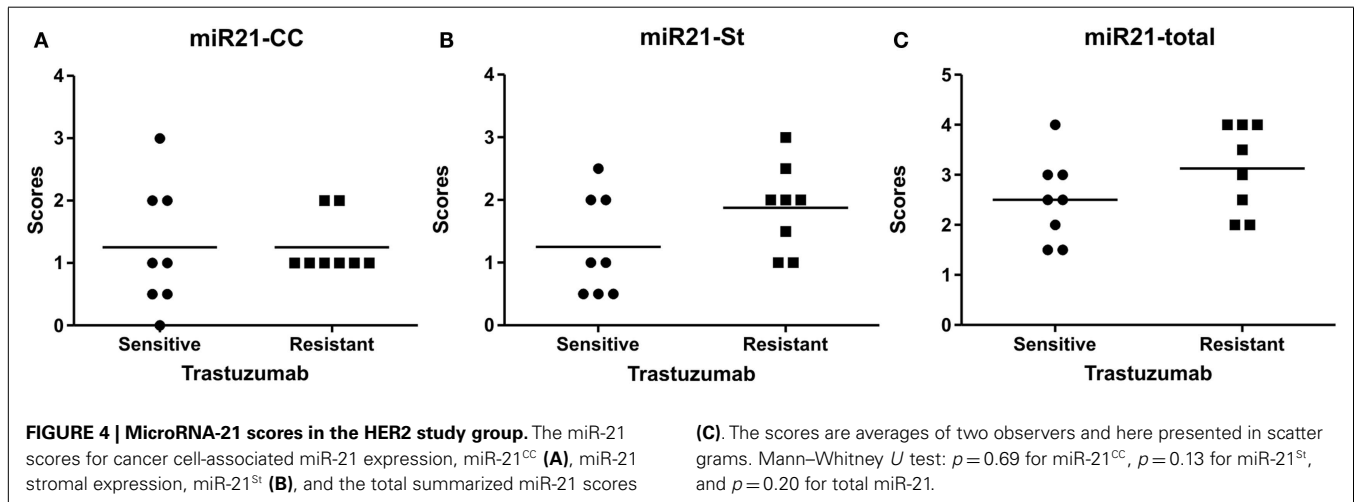 A
miR21-CC
4
3
2
1
0
Scores
Sensitive
Resistant
Trastuzumab
B
miR21-St
4
3
2
1
0
Scores
Sensitive
Resistant
Trastuzumab
C
miR21-total
5
4
3
2
1
0
Scores
Sensitive
Resistant
Trastuzumab
FIGURE 4 | MicroRNA-21 scores in the HER2 study group. The miR-21
scores for cancer cell-associated miR-21 expression, miR-21ᶜᶜ (A), miR-21
stromal expression, miR-21ˢᵗ (B), and the total summarized miR-21 scores
(C). The scores are averages of two observers and here presented in scatter
grams. Mann–Whitney U test: p = 0.69 for miR-21ᶜᶜ, p = 0.13 for miR-21ˢᵗ,
and p = 0.20 for total miR-21.